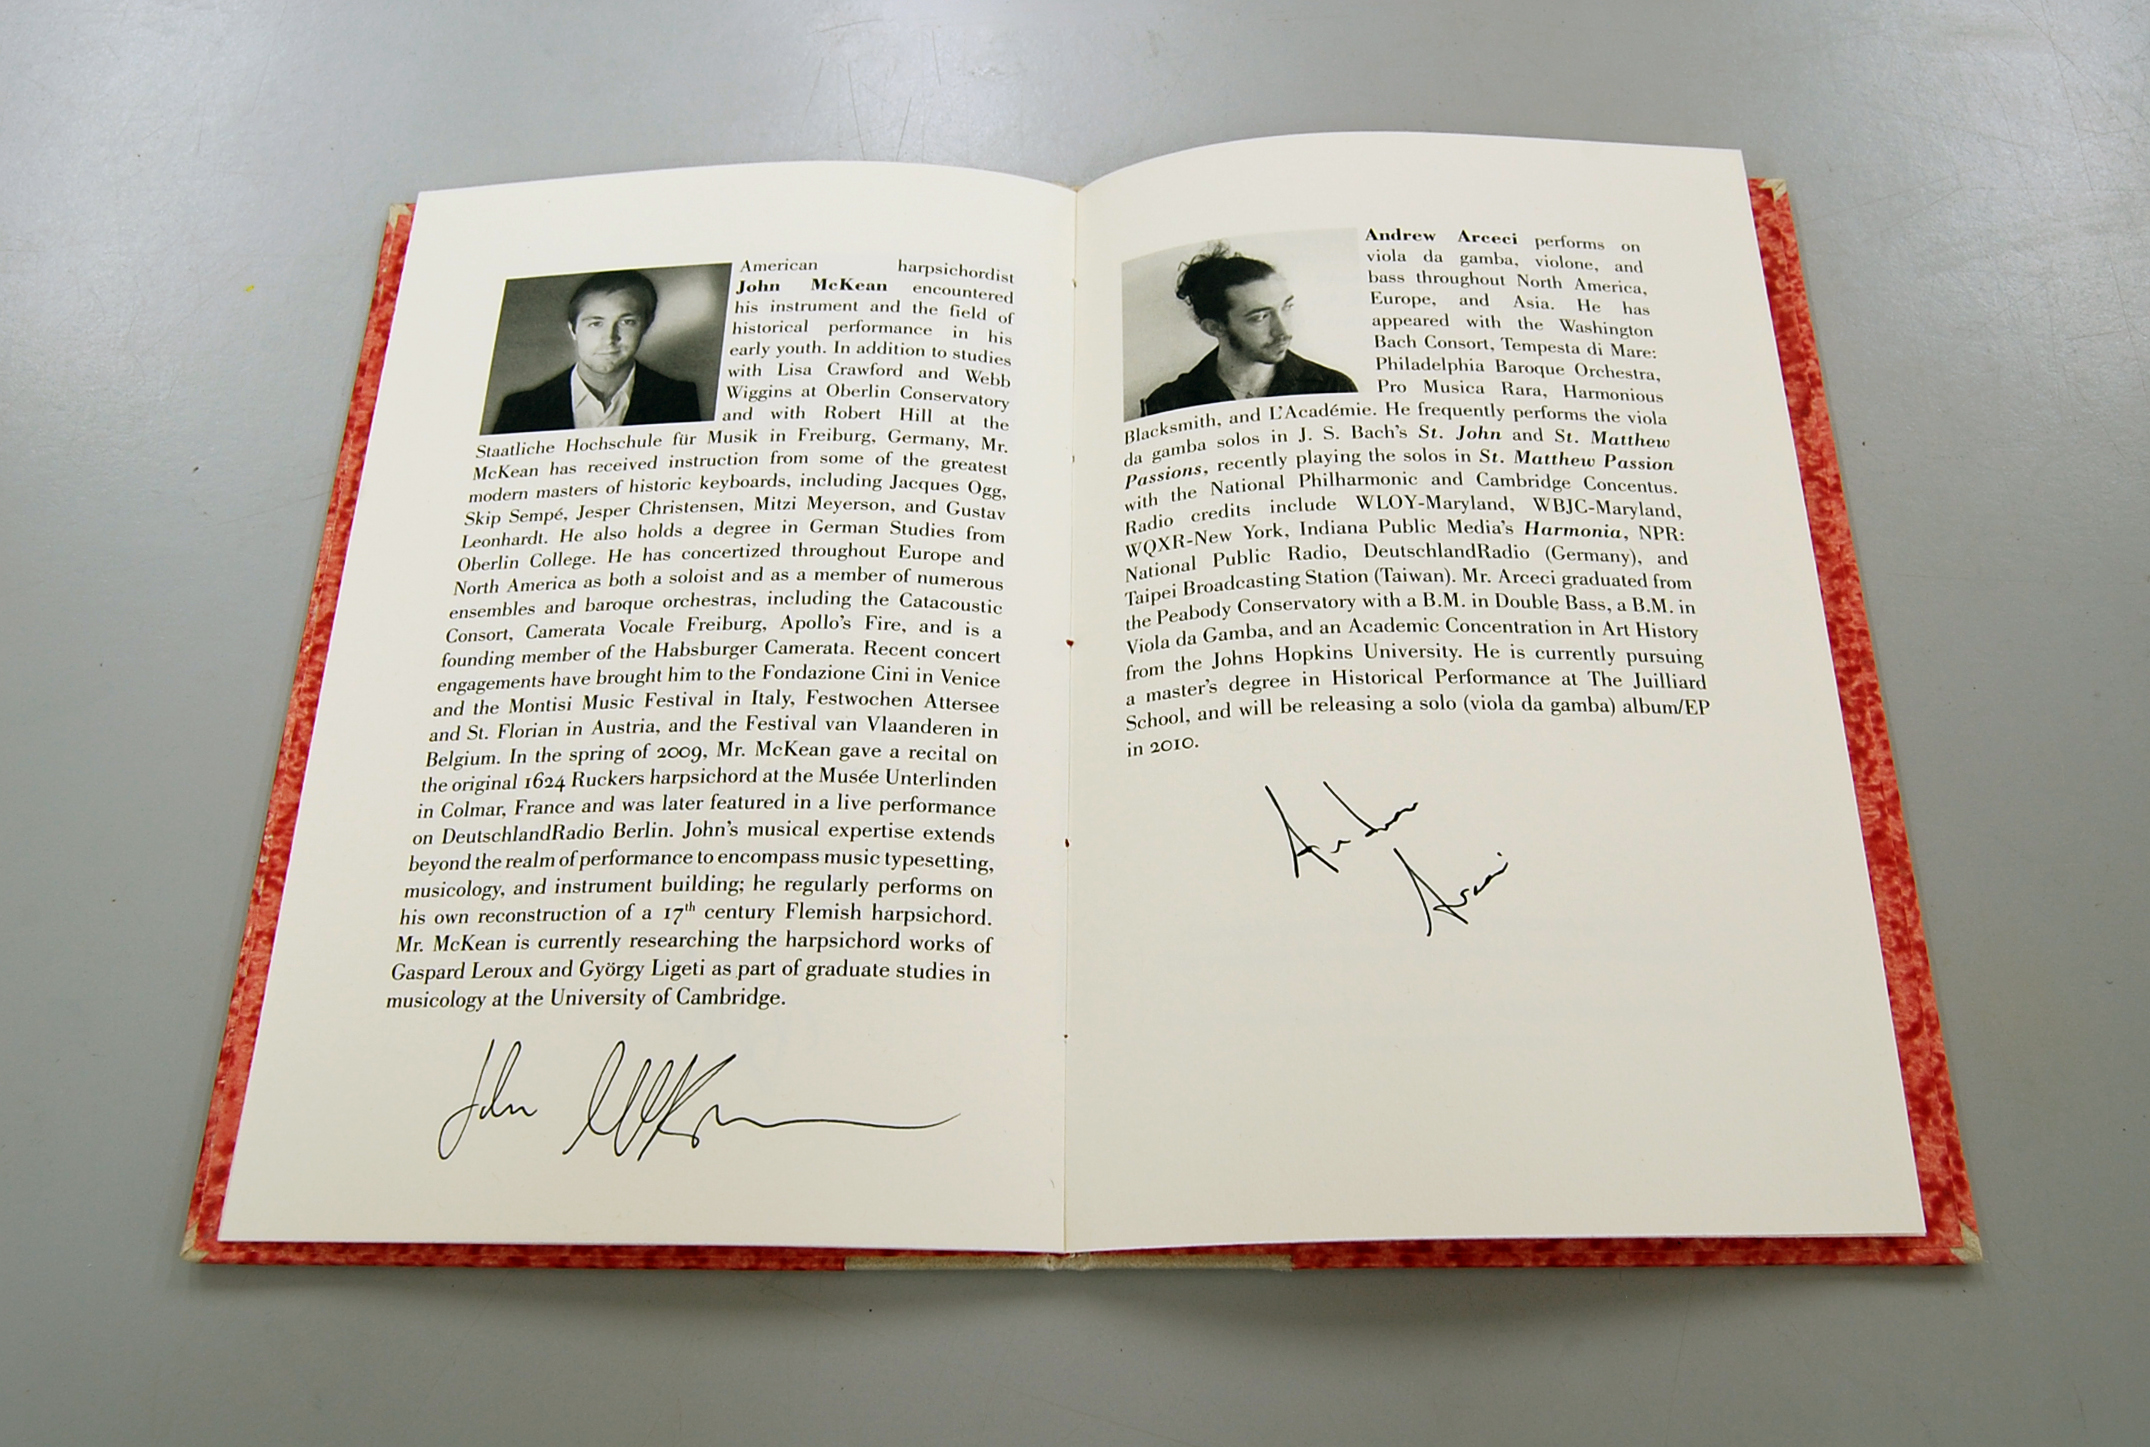 American harpsichordist
John McKean encountered
his instrument and the field of
historical performance in his
early youth. In addition to studies
with Lisa Crawford and Webb
Wiggins at Oberlin Conservatory
and with Robert Hill at the
Staatliche Hochschule für Musik in Freiburg, Germany, Mr.
McKean has received instruction from some of the greatest
modern masters of historic keyboards, including Jacques Ogg,
Skip Sempé, Jesper Christensen, Mitzi Meyerson, and Gustav
Leonhardt. He also holds a degree in German Studies from
Oberlin College. He has concertized throughout Europe and
North America as both a soloist and as a member of numerous
ensembles and baroque orchestras, including the Catacoustic
Consort, Camerata Vocale Freiburg, Apollo's Fire, and is a
founding member of the Habsburger Camerata. Recent concert
engagements have brought him to the Fondazione Cini in Venice
and the Montisi Music Festival in Italy, Festwochen Attersee
and St. Florian in Austria, and the Festival van Vlaanderen in
Belgium. In the spring of 2009, Mr. McKean gave a recital on
the original 1624 Ruckers harpsichord at the Musée Unterlinden
in Colmar, France and was later featured in a live performance
on DeutschlandRadio Berlin. John's musical expertise extends
beyond the realm of performance to encompass music typesetting,
musicology, and instrument building; he regularly performs on
his own reconstruction of a 17th century Flemish harpsichord.
Mr. McKean is currently researching the harpsichord works of
Gaspard Leroux and György Ligeti as part of graduate studies in
musicology at the University of Cambridge.
John McKean
Andrew Arceci performs on
viola da gamba, violone, and
bass throughout North America,
Europe, and Asia. He has
appeared with the Washington
Bach Consort, Tempesta di Mare:
Philadelphia Baroque Orchestra,
Pro Musica Rara, Harmonious
Blacksmith, and L'Académie. He frequently performs the viola
da gamba solos in J. S. Bach's St. John and St. Matthew
Passions, recently playing the solos in St. Matthew Passion
with the National Philharmonic and Cambridge Concentus.
Radio credits include WLOY-Maryland, WBJC-Maryland,
WQXR-New York, Indiana Public Media's Harmonia, NPR:
National Public Radio, DeutschlandRadio (Germany), and
Taipei Broadcasting Station (Taiwan). Mr. Arceci graduated from
the Peabody Conservatory with a B.M. in Double Bass, a B.M. in
Viola da Gamba, and an Academic Concentration in Art History
from the Johns Hopkins University. He is currently pursuing
a master's degree in Historical Performance at The Juilliard
School, and will be releasing a solo (viola da gamba) album/EP
in 2010.
Andrew
Arceci